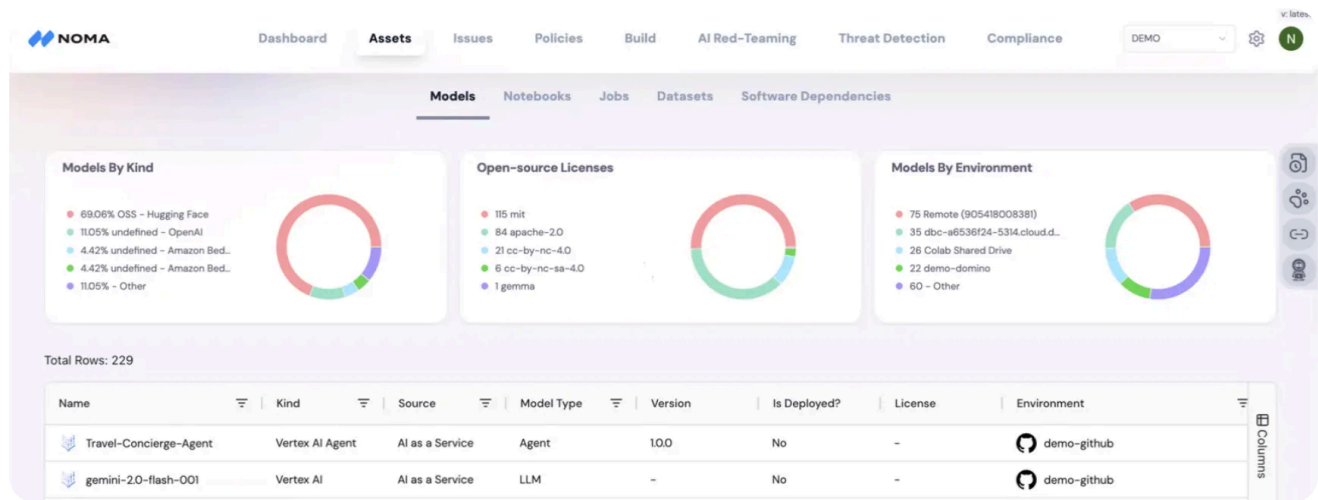 v: lates.
NOMA
Dashboard Assets Issues Policies Build AI Red-Teaming Threat Detection Compliance DEMO N
Models Notebooks Jobs Datasets Software Dependencies
Models By Kind
69.06% OSS - Hugging Face
11.05% undefined - OpenAI
4.42% undefined - Amazon Bed...
4.42% undefined - Amazon Bed...
11.05% - Other
Open-source Licenses
115 mit
84 apache-2.0
21 cc-by-nc-4.0
6 cc-by-nc-sa-4.0
1 gemma
Models By Environment
75 Remote (905418008381)
35 dbc-a6536f24-5314.cloud.d...
26 Colab Shared Drive
22 demo-domino
60 - Other
Total Rows: 229
Name Kind Source Model Type Version Is Deployed? License Environment
Travel-Concierge-Agent Vertex AI Agent AI as a Service Agent 1.0.0 No - demo-github
gemini-2.0-flash-001 Vertex AI AI as a Service LLM - No - demo-github
Columns